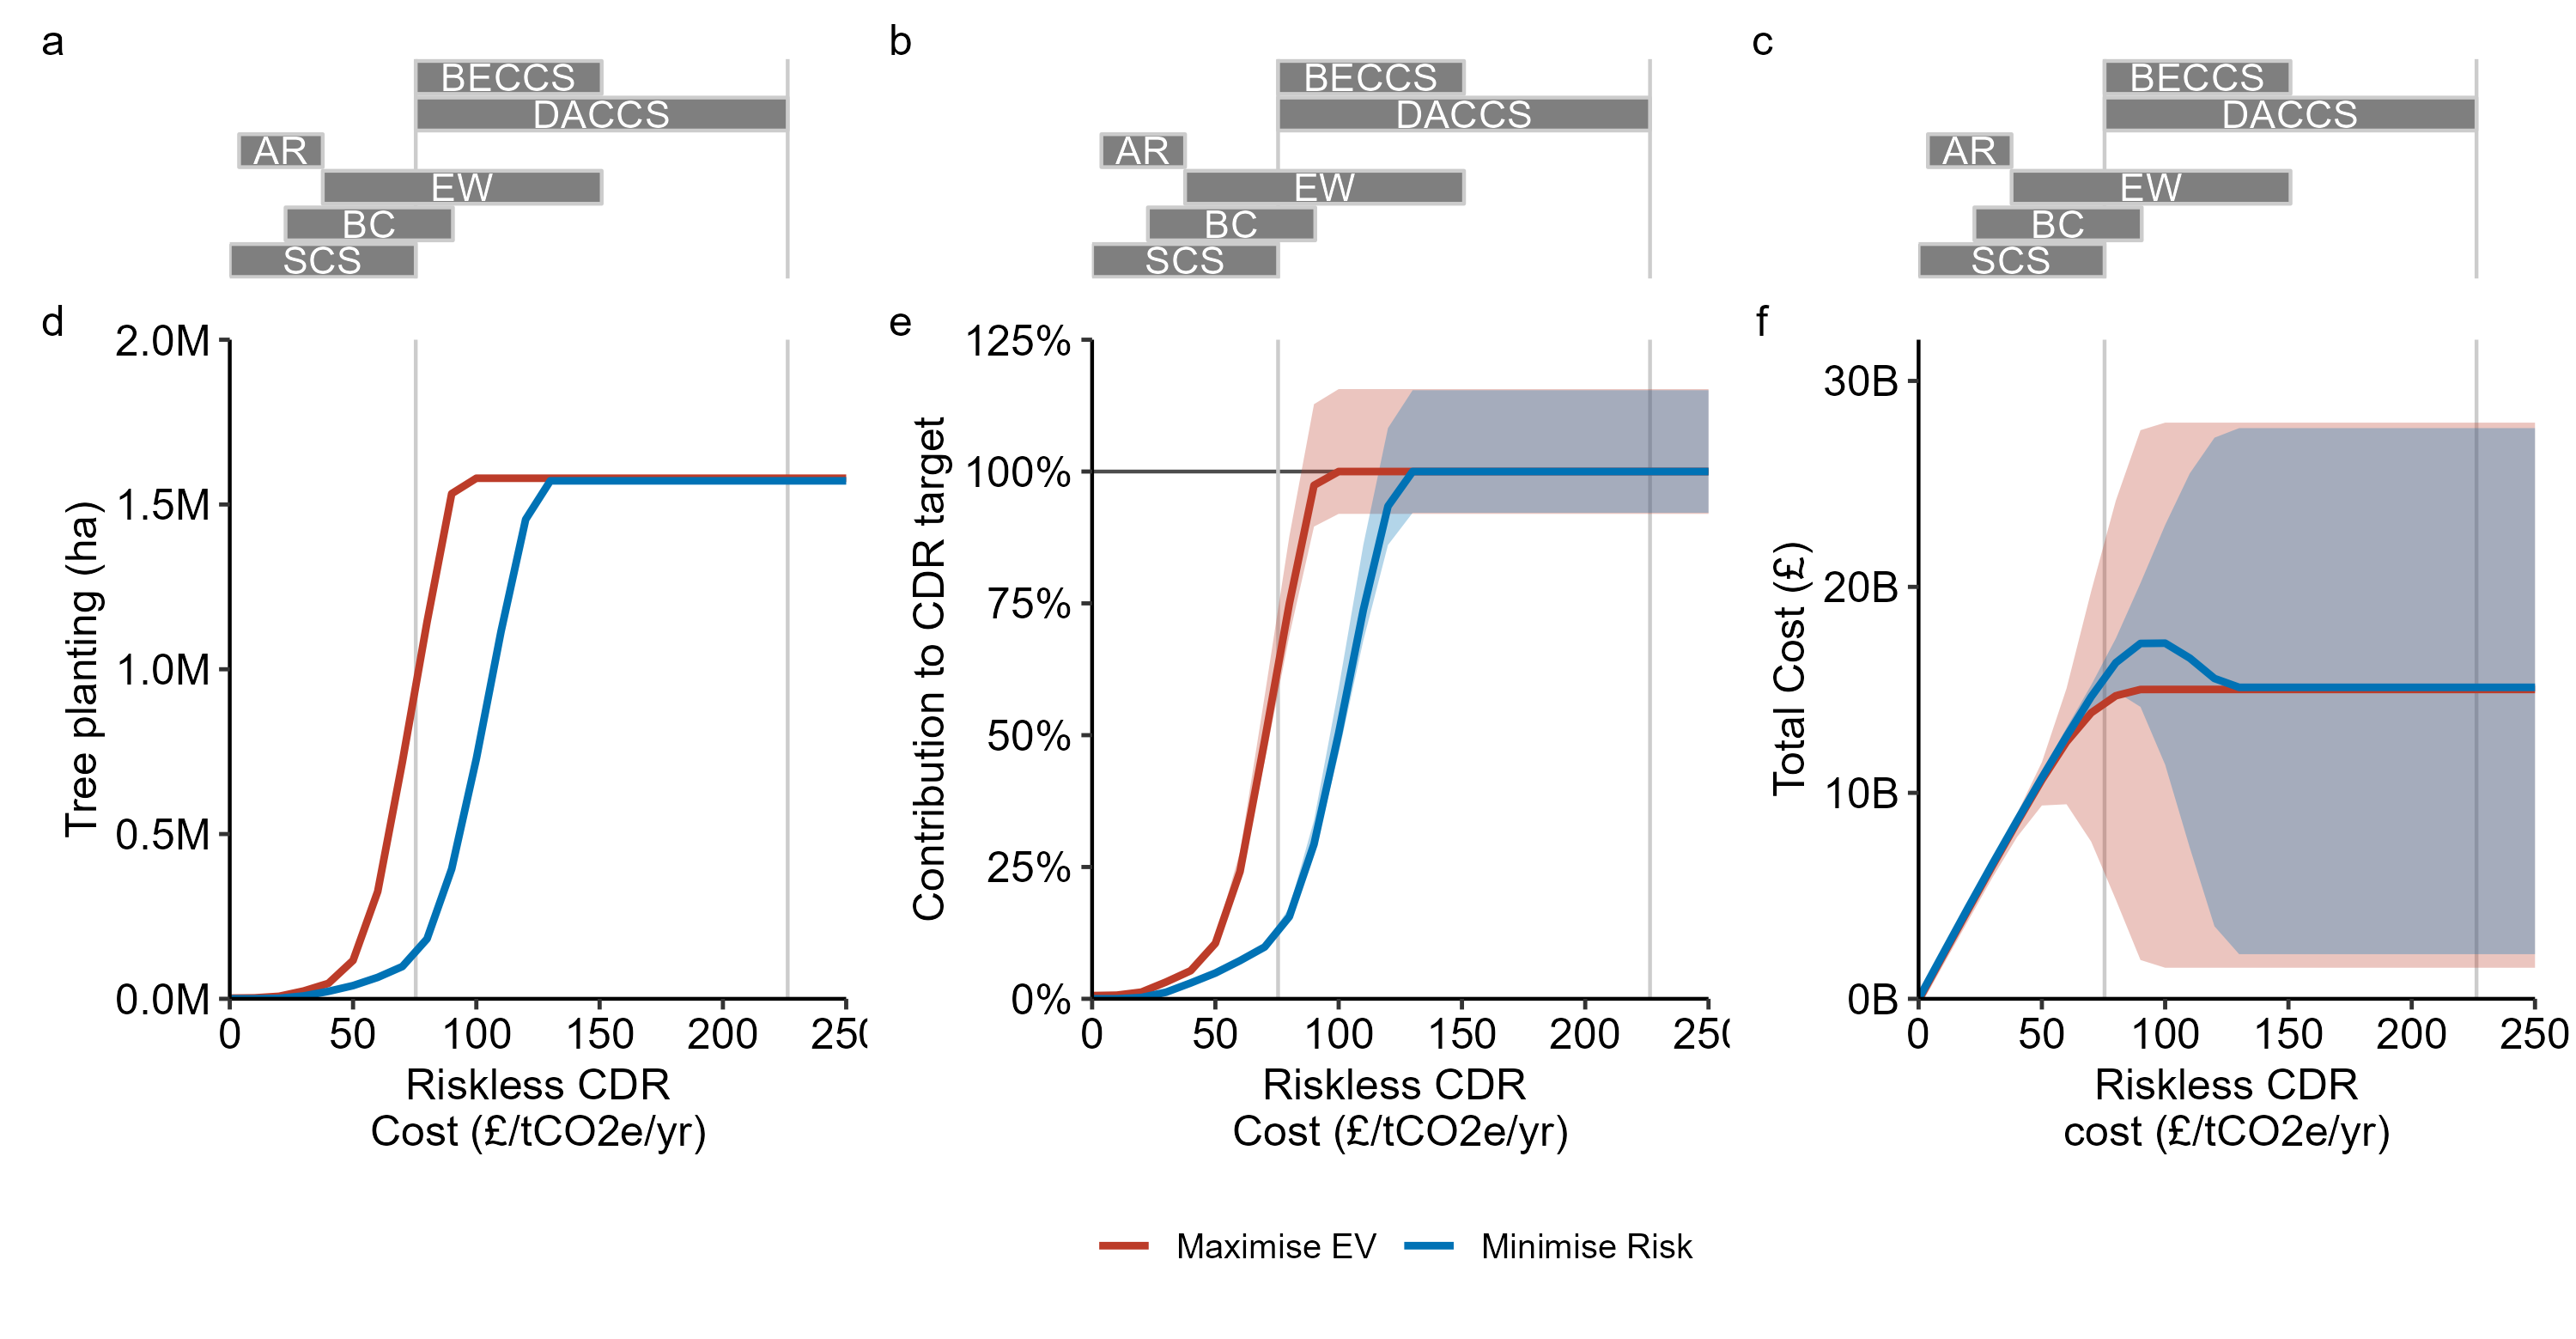 a
BECCS
DACCS
AR
EW
BC
SCS
b
BECCS
DACCS
AR
EW
BC
SCS
c
BECCS
DACCS
AR
EW
BC
SCS
d
Tree planting (ha)
2.0M
1.5M
1.0M
0.5M
0.0M
0 50 100 150 200 250
Riskless CDR
Cost (£/tCO2e/yr)
e
Contribution to CDR target
125%
100%
75%
50%
25%
0%
0 50 100 150 200 250
Riskless CDR
Cost (£/tCO2e/yr)
f
Total Cost (£)
30B
20B
10B
0B
0 50 100 150 200 250
Riskless CDR
cost (£/tCO2e/yr)
Maximise EV Minimise Risk